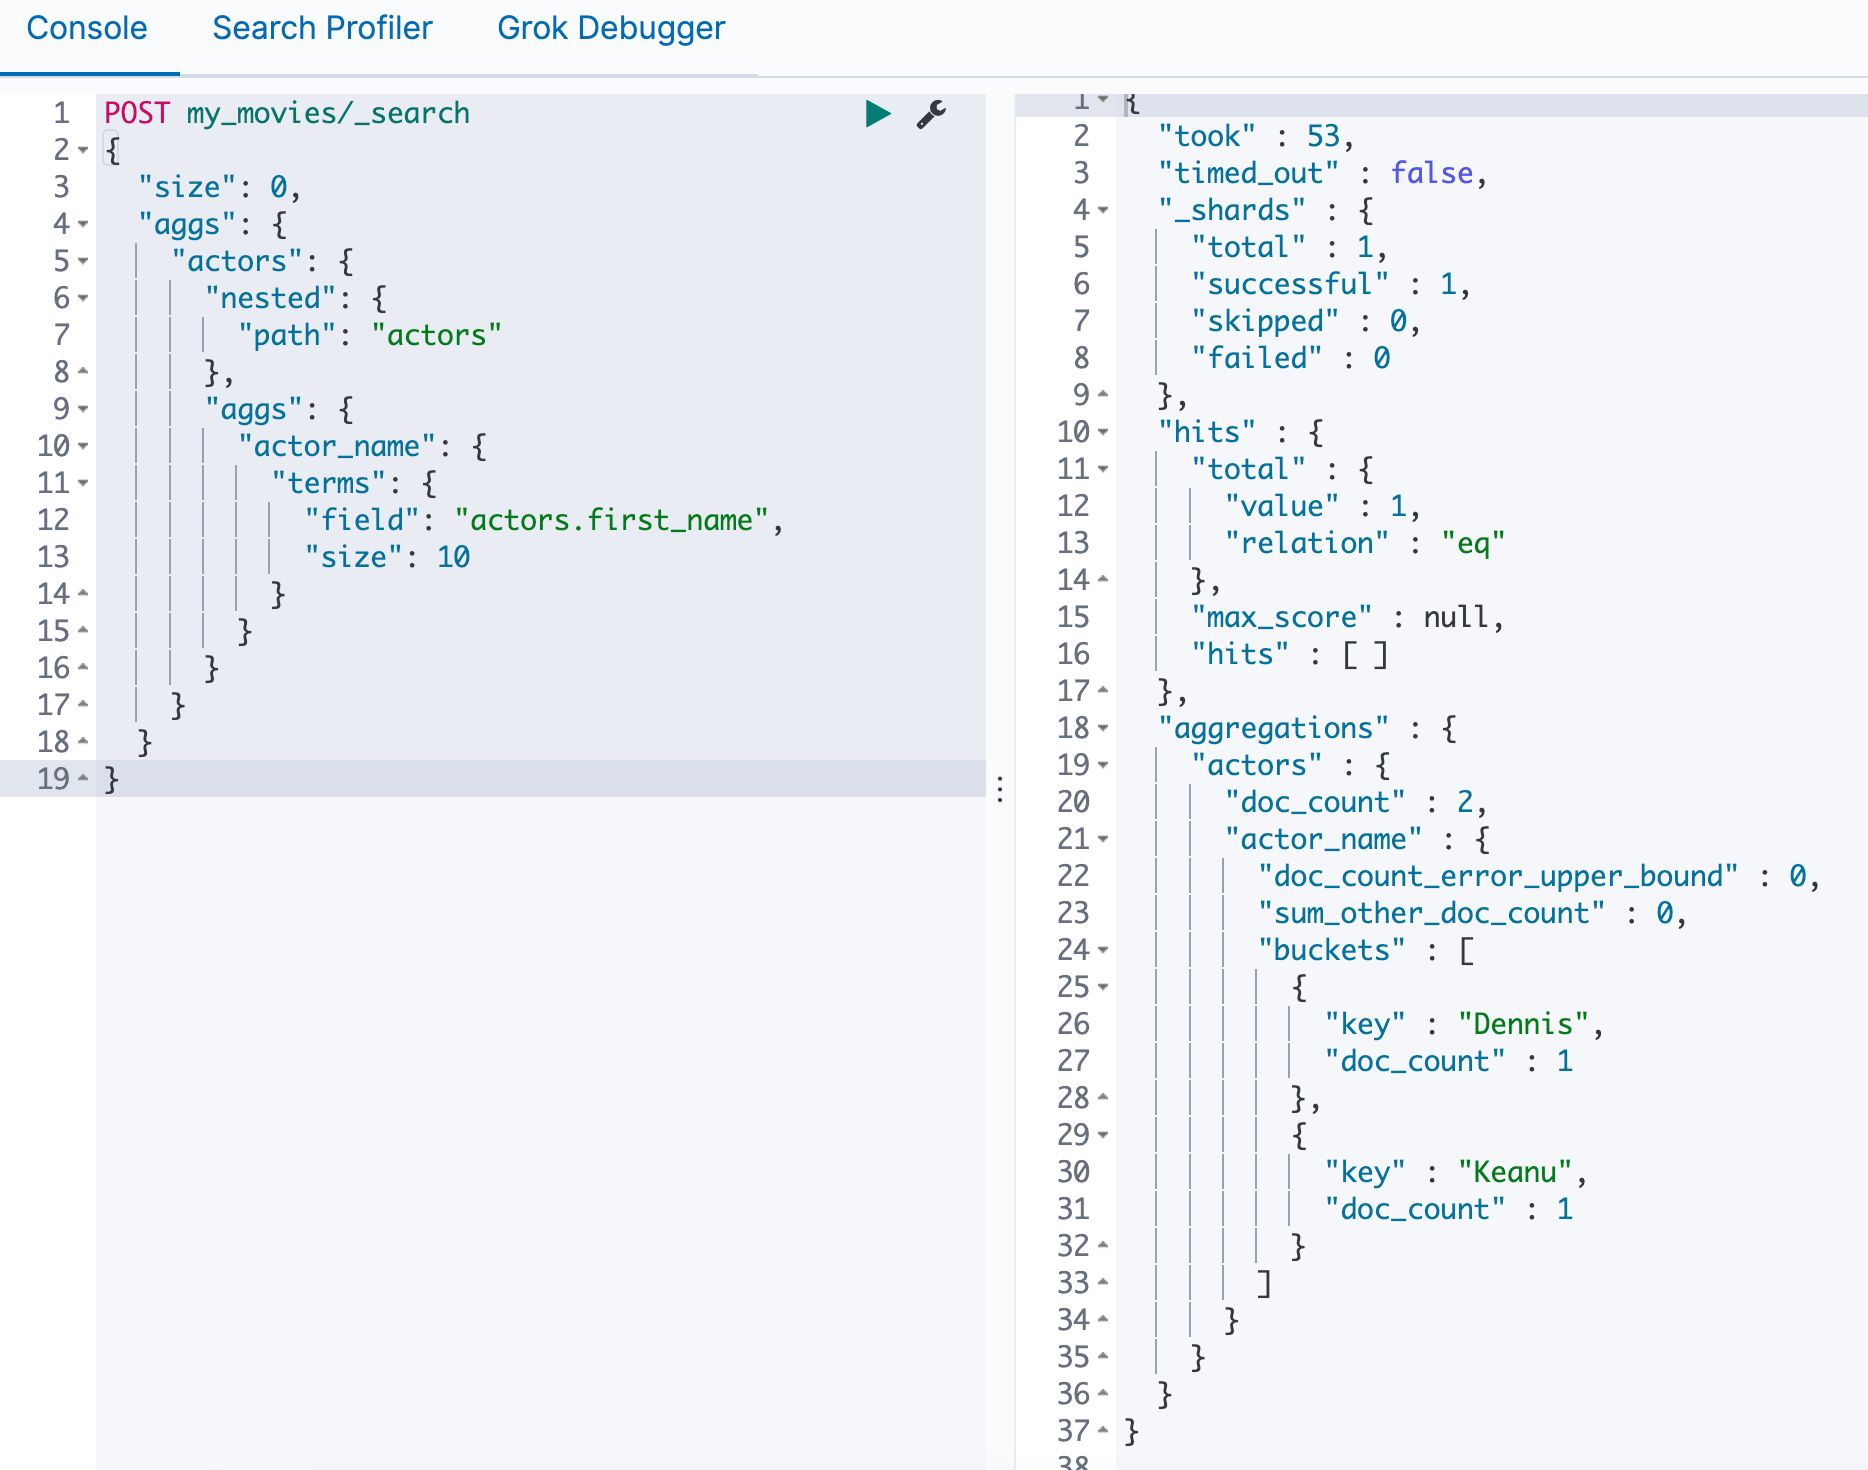 Console Search Profiler Grok Debugger
1 POST my_movies/_search
2 {
3 "size": 0,
4 "aggs": {
5 "actors": {
6 "nested": {
7 "path": "actors"
8 },
9 "aggs": {
10 "actor_name": {
11 "terms": {
12 "field": "actors.first_name",
13 "size": 10
14 }
15 }
16 }
17 }
18 }
19 }
1 {
2 "took" : 53,
3 "timed_out" : false,
4 "_shards" : {
5 "total" : 1,
6 "successful" : 1,
7 "skipped" : 0,
8 "failed" : 0
9 },
10 "hits" : {
11 "total" : {
12 "value" : 1,
13 "relation" : "eq"
14 },
15 "max_score" : null,
16 "hits" : [ ]
17 },
18 "aggregations" : {
19 "actors" : {
20 "doc_count" : 2,
21 "actor_name" : {
22 "doc_count_error_upper_bound" : 0,
23 "sum_other_doc_count" : 0,
24 "buckets" : [
25 {
26 "key" : "Dennis",
27 "doc_count" : 1
28 },
29 {
30 "key" : "Keanu",
31 "doc_count" : 1
32 }
33 ]
34 }
35 }
36 }
37 }
38